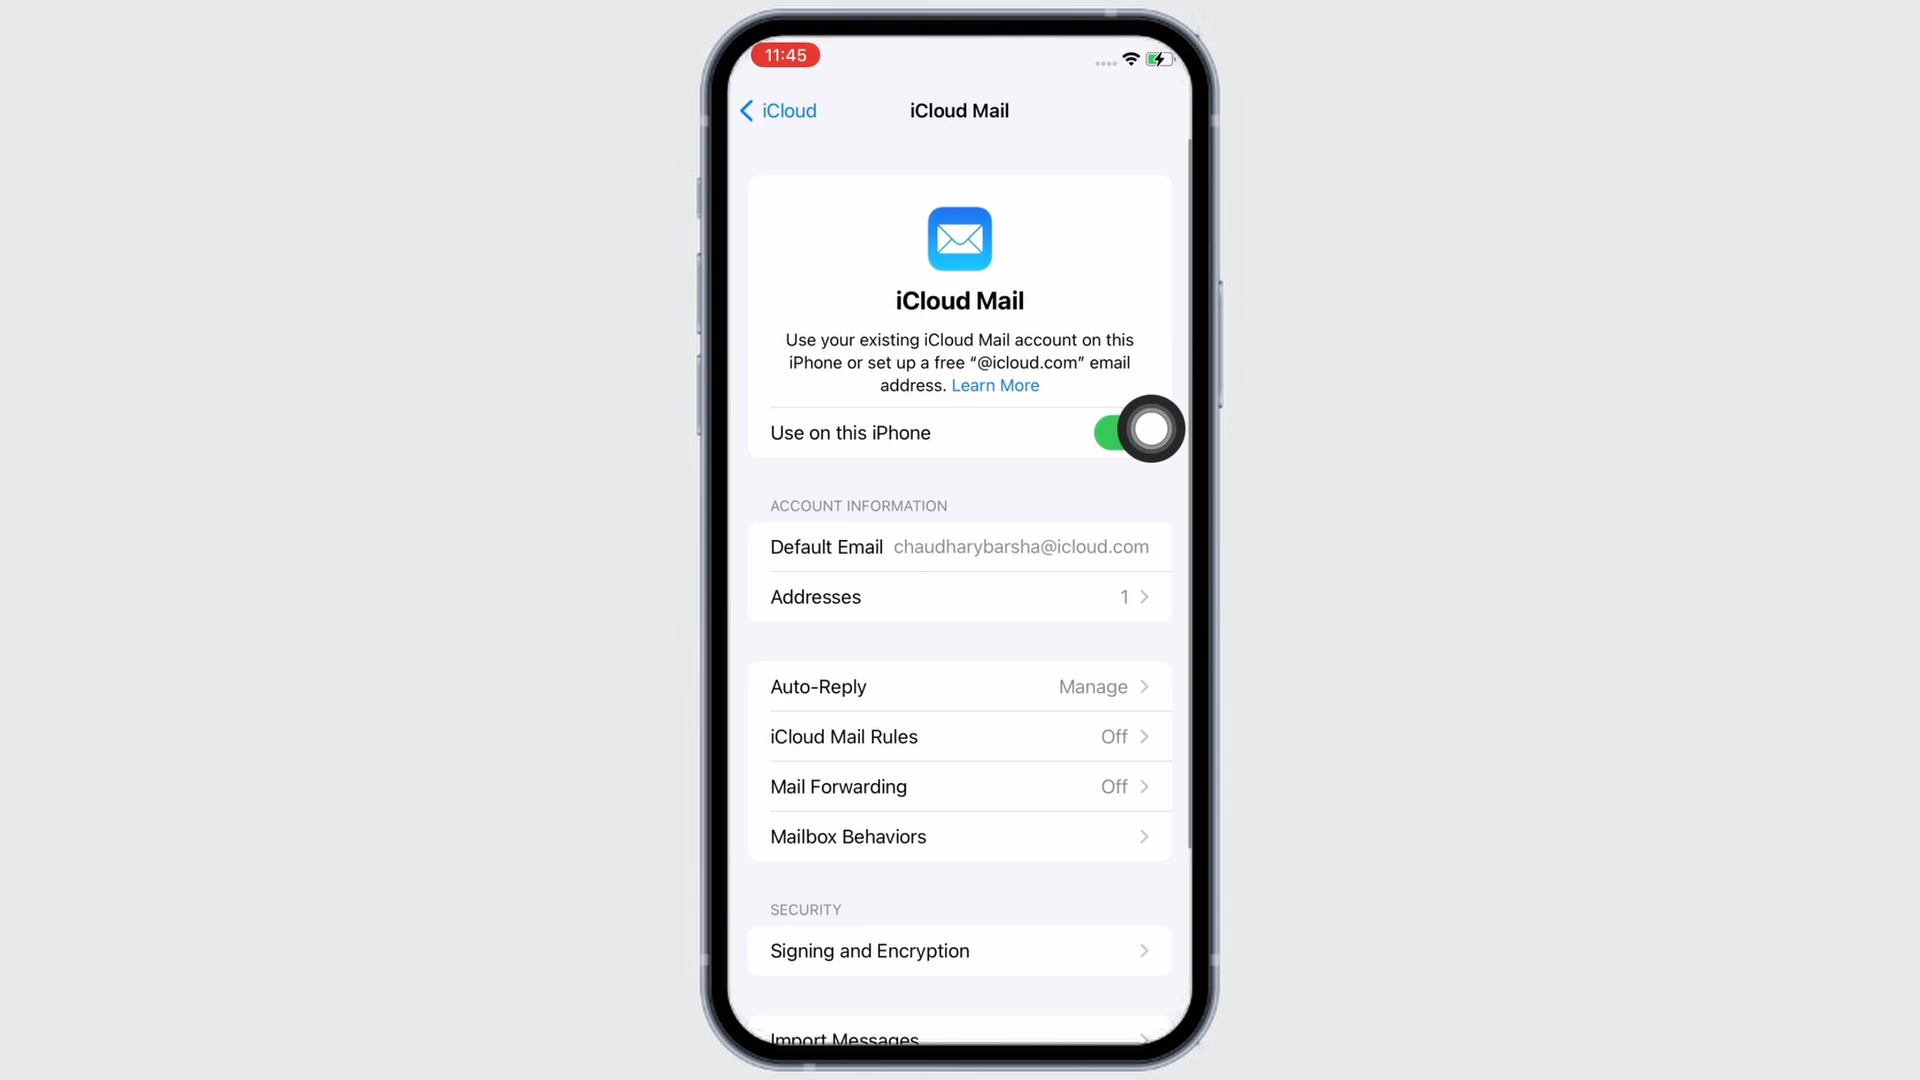 11:45
iCloud
iCloud Mail
iCloud Mail
Use your existing iCloud Mail account on this
iPhone or set up a free “@icloud.com” email
address. Learn More
Use on this iPhone
ACCOUNT INFORMATION
Default Email chaudharybarsha@icloud.com
Addresses 1
Auto-Reply Manage
iCloud Mail Rules Off
Mail Forwarding Off
Mailbox Behaviors
SECURITY
Signing and Encryption
Import Messages